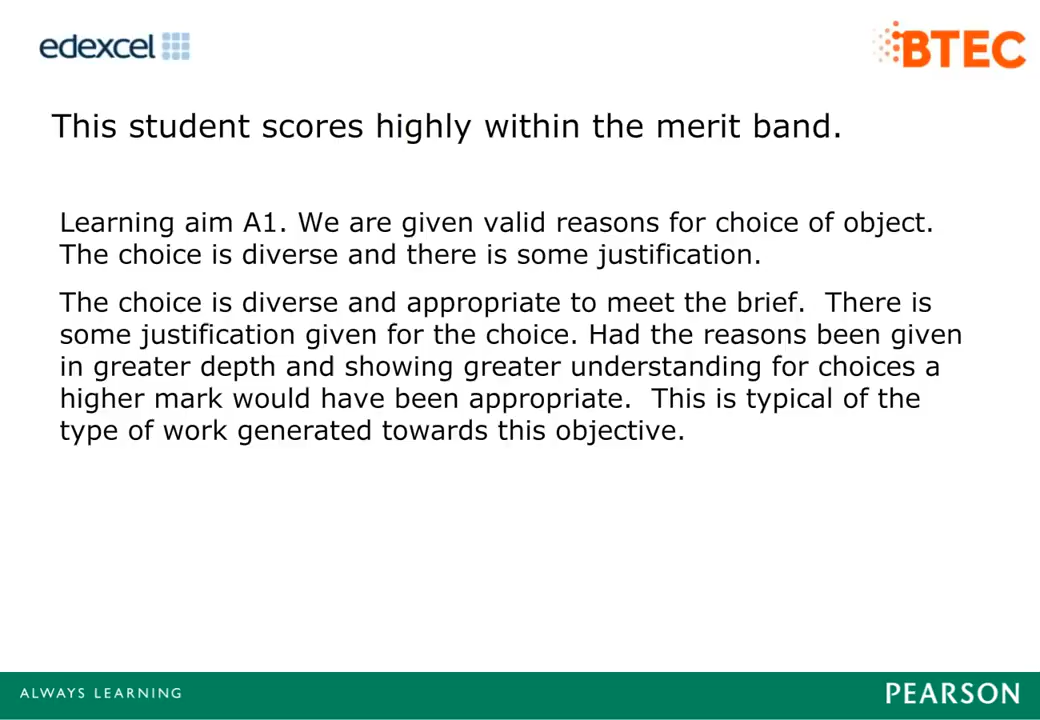 edexcel
BTEC
This student scores highly within the merit band.
Learning aim A1. We are given valid reasons for choice of object.
The choice is diverse and there is some justification.
The choice is diverse and appropriate to meet the brief.  There is
some justification given for the choice. Had the reasons been given
in greater depth and showing greater understanding for choices a
higher mark would have been appropriate.  This is typical of the
type of work generated towards this objective.
ALWAYS LEARNING
PEARSON